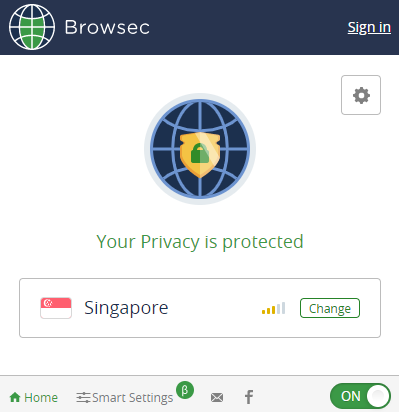 Browsec
Sign in
Your Privacy is protected
Singapore
Change
Home
Smart Settings
β
ON